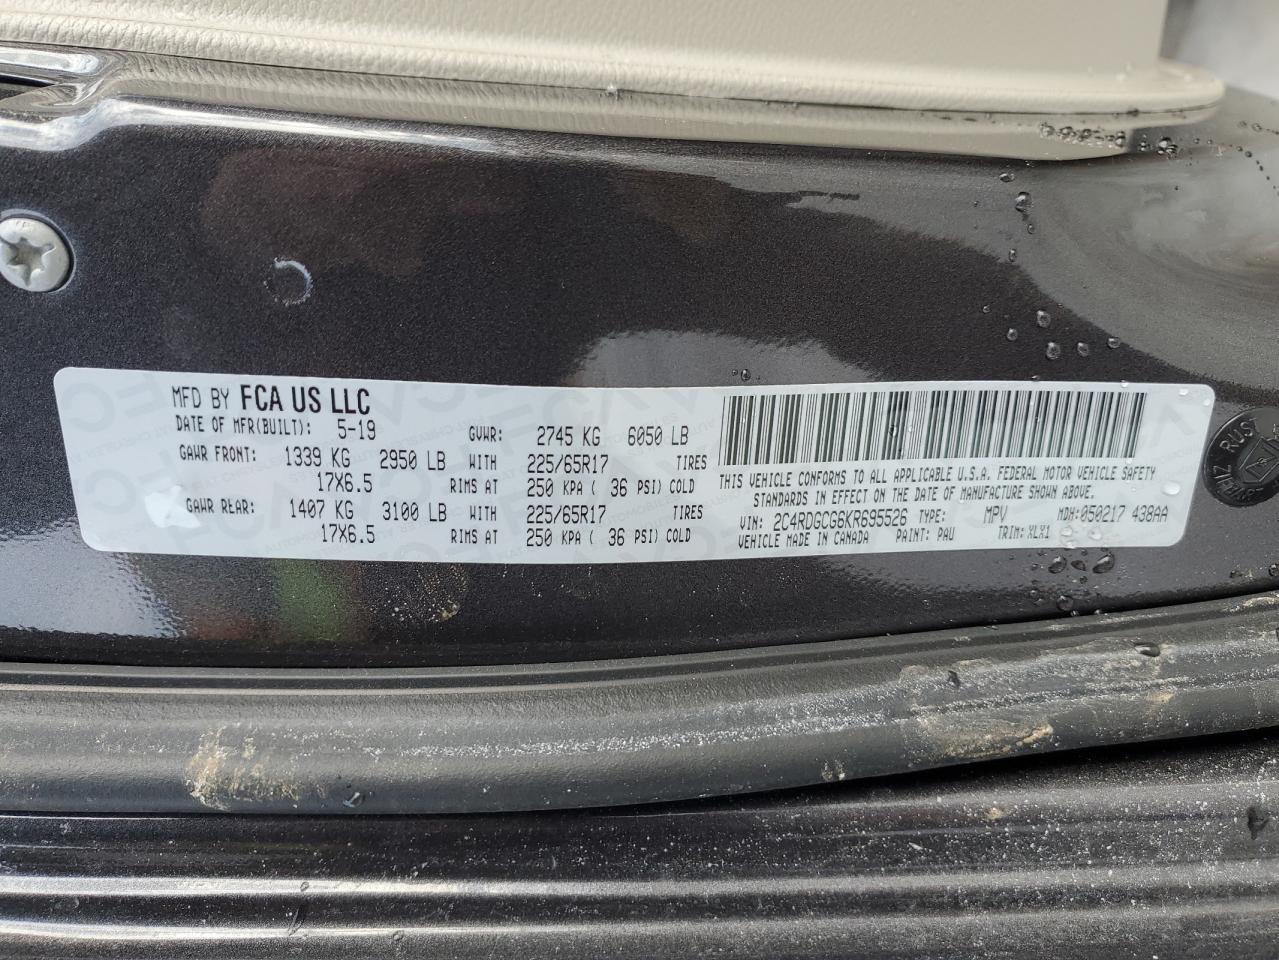 MFD BY FCA US LLC
DATE OF MFR(BUILT): 5-19 GVWR: 2745 KG 6050 LB
GAWR FRONT: 1339 KG 2950 LB WITH 225/65R17 TIRES
17X6.5 RIMS AT 250 KPA ( 36 PSI) COLD
GAWR REAR: 1407 KG 3100 LB WITH 225/65R17 TIRES
17X6.5 RIMS AT 250 KPA ( 36 PSI) COLD
THIS VEHICLE CONFORMS TO ALL APPLICABLE U.S.A. FEDERAL MOTOR VEHICLE SAFETY
STANDARDS IN EFFECT ON THE DATE OF MANUFACTURE SHOWN ABOVE.
VIN: 2C4RDGCG6KR695526 TYPE: MPV MDH:050217 438AA
VEHICLE MADE IN CANADA PAINT: PAU TRIM: XLX1
RUST